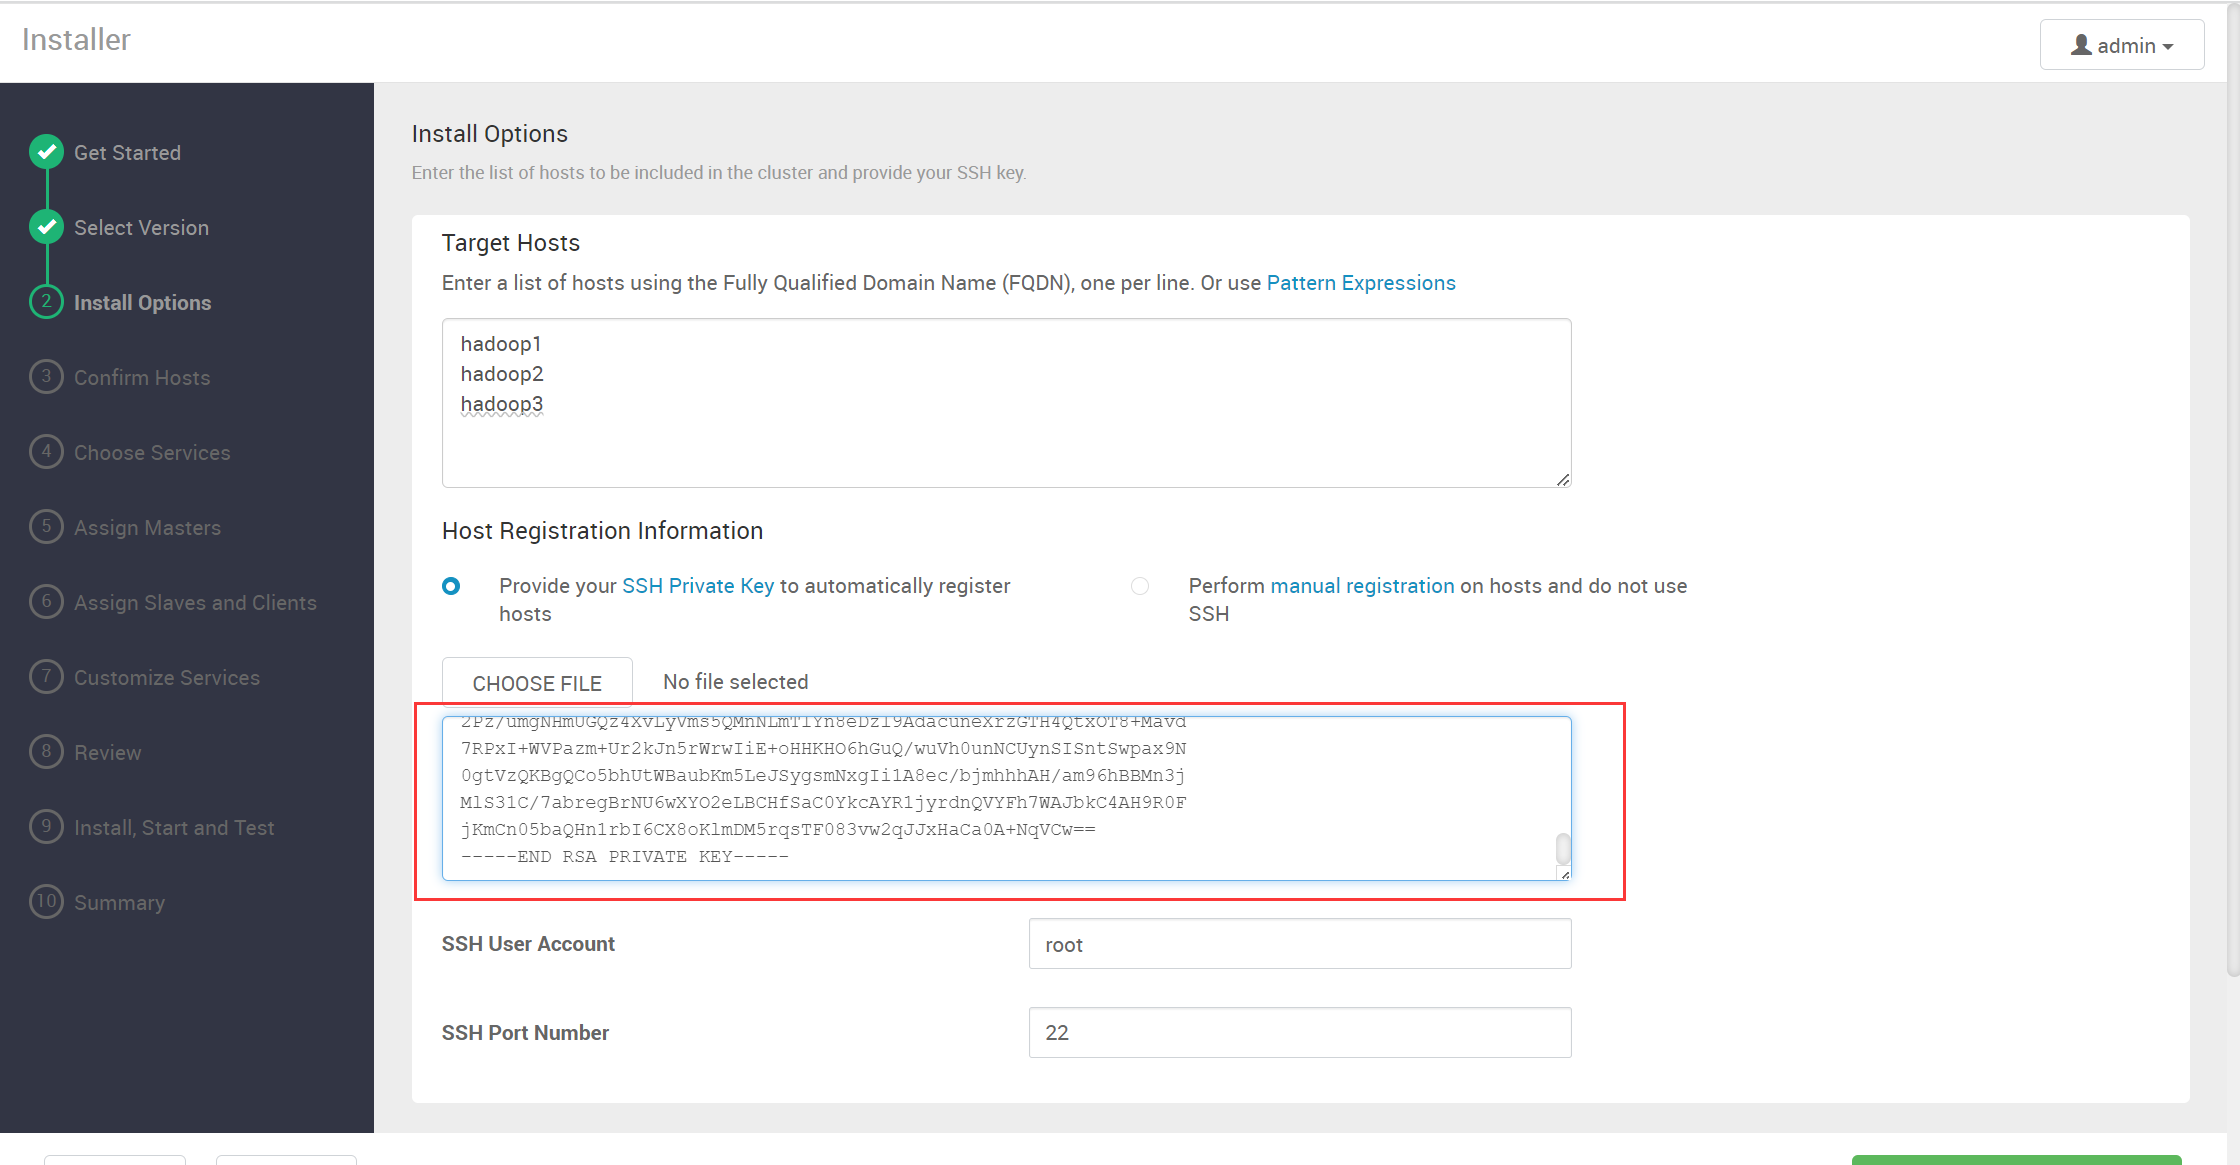 Installer
admin
Get Started
Select Version
2 Install Options
3 Confirm Hosts
4 Choose Services
5 Assign Masters
6 Assign Slaves and Clients
7 Customize Services
8 Review
9 Install, Start and Test
10 Summary
Install Options
Enter the list of hosts to be included in the cluster and provide your SSH key.
Target Hosts
Enter a list of hosts using the Fully Qualified Domain Name (FQDN), one per line. Or use Pattern Expressions
hadoop1
hadoop2
hadoop3
Host Registration Information
Provide your SSH Private Key to automatically register
hosts
Perform manual registration on hosts and do not use
SSH
CHOOSE FILE No file selected
7RPxI+WVPazm+Ur2kJn5rWrwIiE+oHHKHO6hGuQ/wuVh0unNCUynSISntSwpax9N
0gtVzQKBgQCo5bhUtWBaubKm5LeJSygsmNxgIi1A8ec/bjmhhhAH/am96hBBMn3j
MlS31C/7abregBrNU6wXYO2eLBCHfSaC0YkcAYR1jyrdnQVYFh7WAJbkC4AH9R0F
jKmCn05baQHn1rbI6CX8oKlmDM5rqsTF083vw2qJJxHaCa0A+NqVCw==
-----END RSA PRIVATE KEY-----
SSH User Account
root
SSH Port Number
22